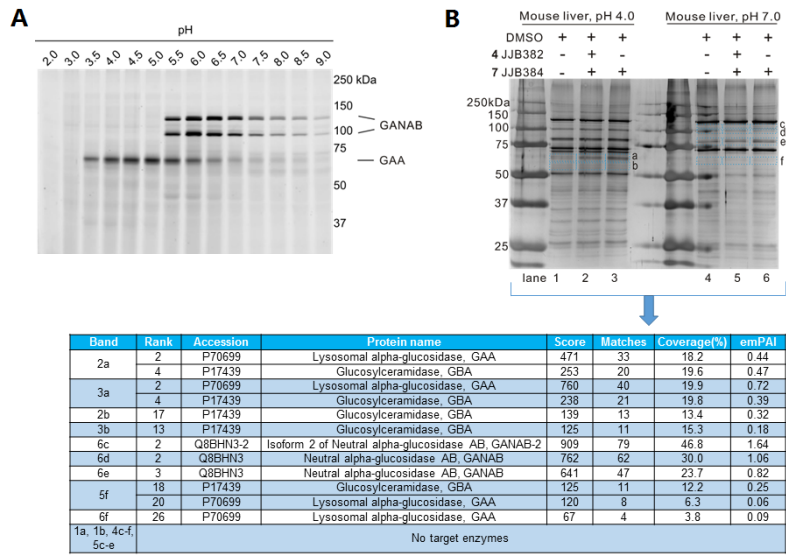 A
pH
2.0 3.0 3.5 4.0 4.5 5.0 5.5 6.0 6.5 7.0 7.5 8.0 8.5 9.0
250 kDa
150
100
75
50
37
GANAB
GAA
B
Mouse liver, pH 4.0 Mouse liver, pH 7.0
DMSO + + + + + +
4 JJB382 - + - - + -
7 JJB384 - + + - + +
250kDa
150
100
75
50
37
25
a
b
c
d
e
f
lane 1 2 3 4 5 6
Band Rank Accession Protein name Score Matches Coverage(%) emPAI
2a 2 P70699 Lysosomal alpha-glucosidase, GAA 471 33 18.2 0.44
4 P17439 Glucosylceramidase, GBA 253 20 19.6 0.47
3a 2 P70699 Lysosomal alpha-glucosidase, GAA 760 40 19.9 0.72
4 P17439 Glucosylceramidase, GBA 238 21 19.8 0.39
2b 17 P17439 Glucosylceramidase, GBA 139 13 13.4 0.32
3b 13 P17439 Glucosylceramidase, GBA 125 11 15.3 0.18
6c 2 Q8BHN3-2 Isoform 2 of Neutral alpha-glucosidase AB, GANAB-2 909 79 46.8 1.64
6d 2 Q8BHN3 Neutral alpha-glucosidase AB, GANAB 762 62 30.0 1.06
6e 3 Q8BHN3 Neutral alpha-glucosidase AB, GANAB 641 47 23.7 0.82
5f 18 P17439 Glucosylceramidase, GBA 125 11 12.2 0.25
20 P70699 Lysosomal alpha-glucosidase, GAA 120 8 6.3 0.06
6f 26 P70699 Lysosomal alpha-glucosidase, GAA 67 4 3.8 0.09
1a, 1b, 4c-f,
5c-e
No target enzymes